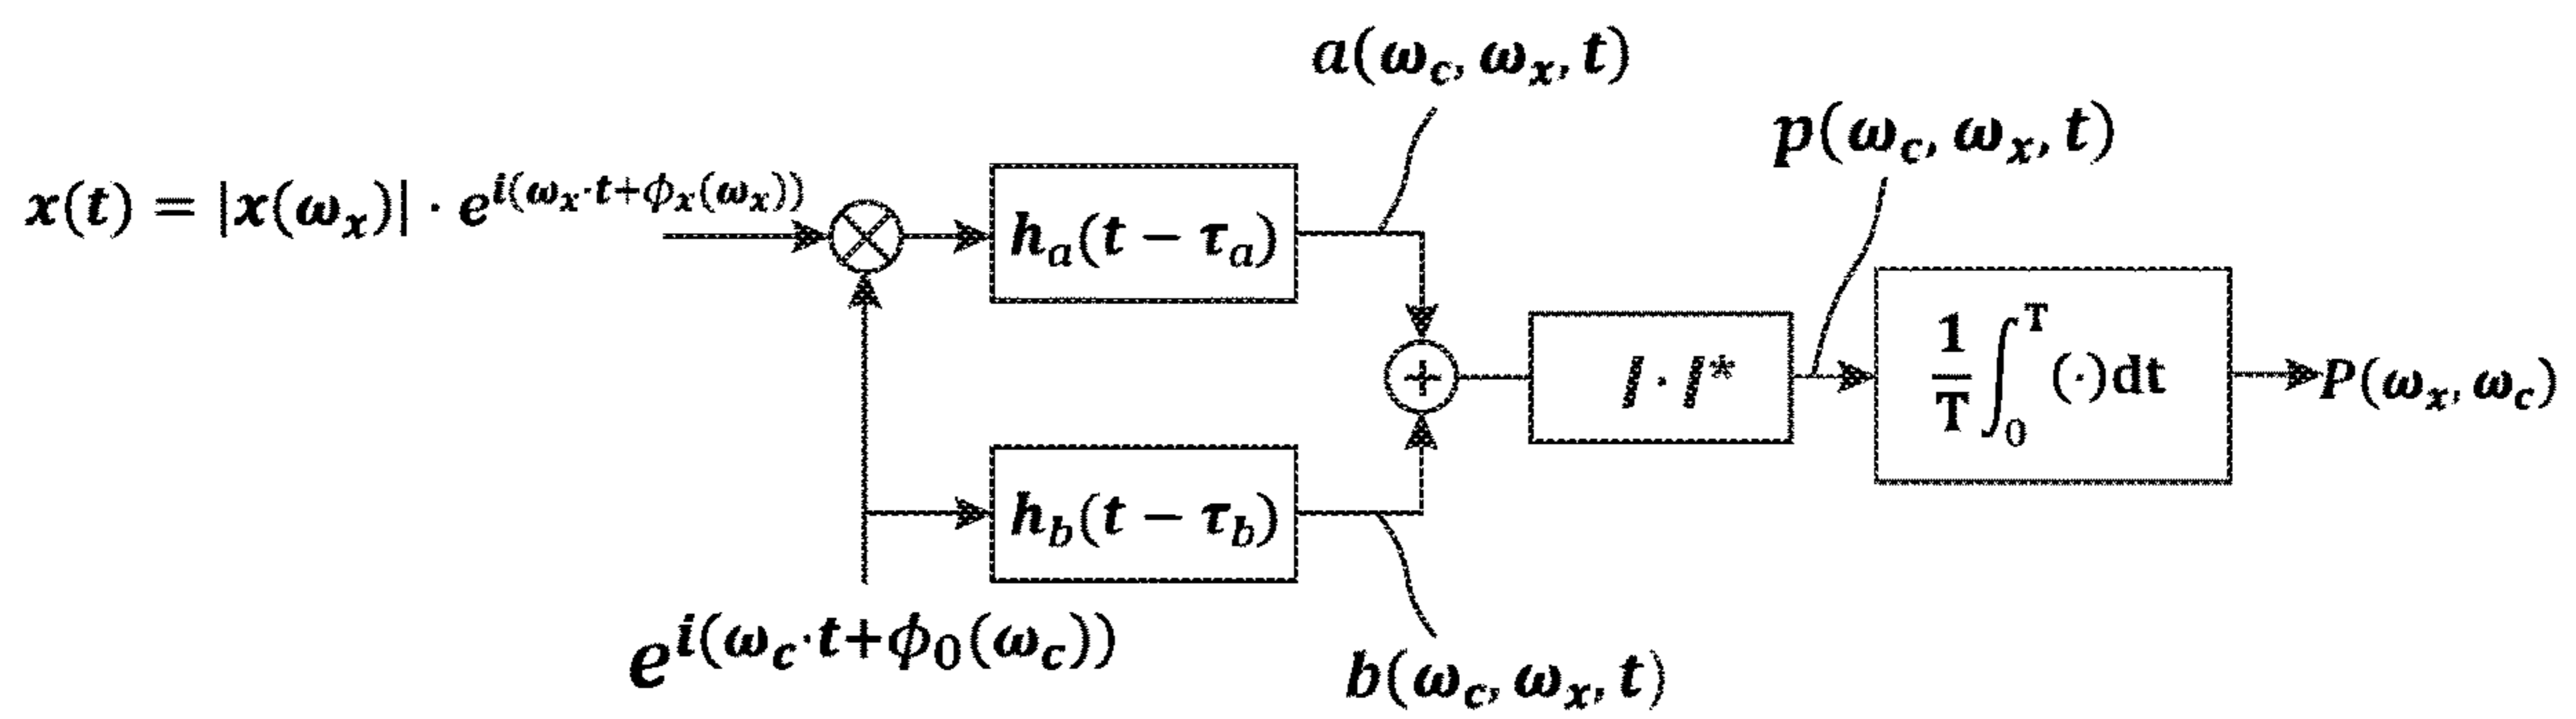 a(ω_c, ω_x, t)
p(ω_c, ω_x, t)
x(t) = |x(ω_x)| · e^{i(ω_x·t+ϕ_x(ω_x))}
h_a(t − τ_a)
|·|*
1/T ∫_0^T (·)dt
P(ω_x, ω_c)
h_b(t − τ_b)
e^{i(ω_c·t+ϕ_0(ω_c))}
b(ω_c, ω_x, t)